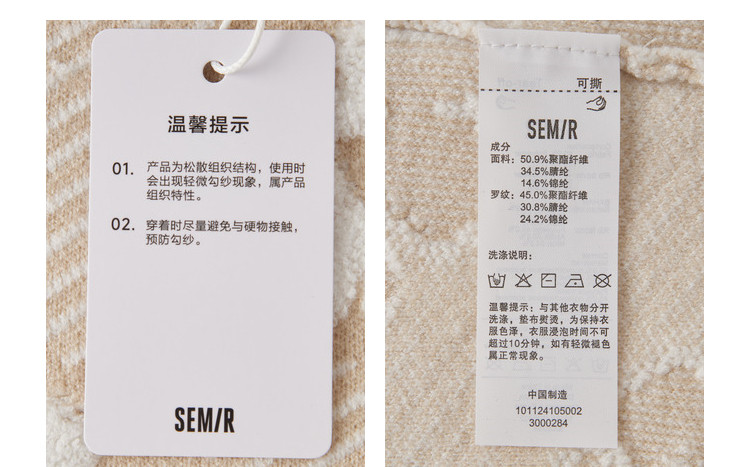 温馨提示
01. 产品为松散组织结构，使用时
会出现轻微勾纱现象，属产品
组织特性。
02. 穿着时尽量避免与硬物接触，
预防勾纱。
SEM/R
可撕
SEM/R
成分
面料：50.9%聚酯纤维
34.5%腈纶
14.6%锦纶
罗纹：45.0%聚酯纤维
30.8%腈纶
24.2%锦纶
洗涤说明：
温馨提示：与其他衣物分开
洗涤，垫布熨烫，为保持衣
服色泽，衣服浸泡时间不可
超过10分钟，如有轻微褪色
属正常现象。
中国制造
101124105002
3000284